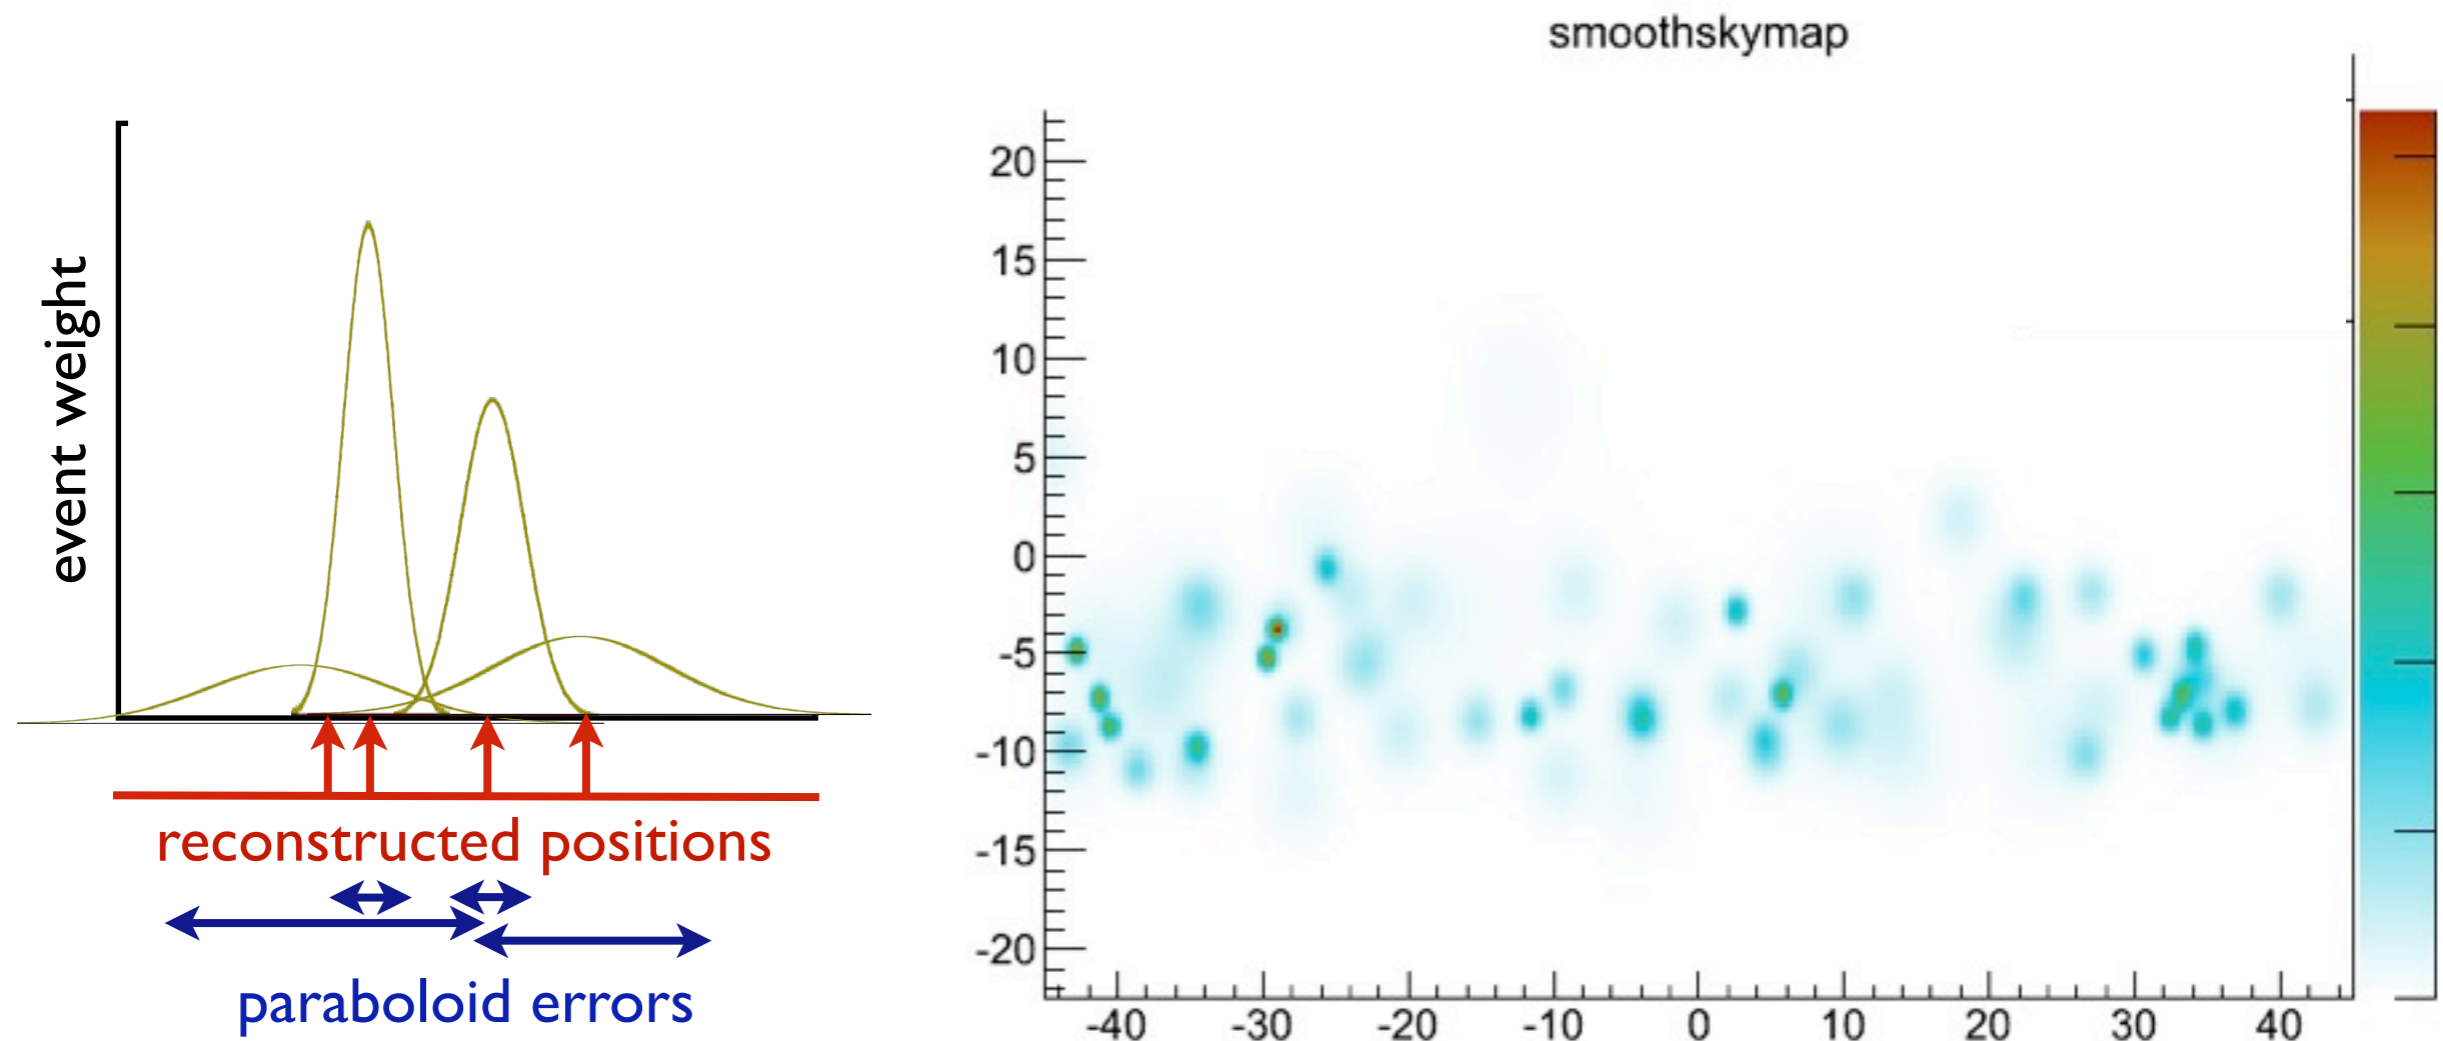 event weight
reconstructed positions
paraboloid errors
smoothskymap
20
15
10
5
0
-5
-10
-15
-20
-40 -30 -20 -10 0 10 20 30 40